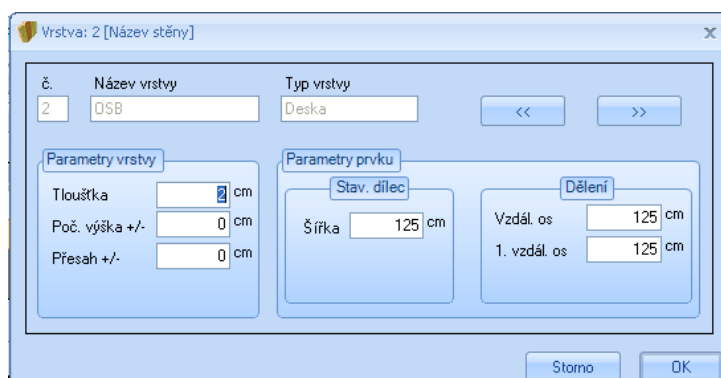 Vrstva: 2 [Název stěny]
č. Název vrstvy Typ vrstvy
2 OSB Deska << >>
Parametry vrstvy Parametry prvku
Stav. dílec Dělení
Tloušťka 2 cm
Poč. výška +/- 0 cm
Přesah +/- 0 cm
Šířka 125 cm
Vzdál. os 125 cm
1. vzdál. os 125 cm
Storno OK